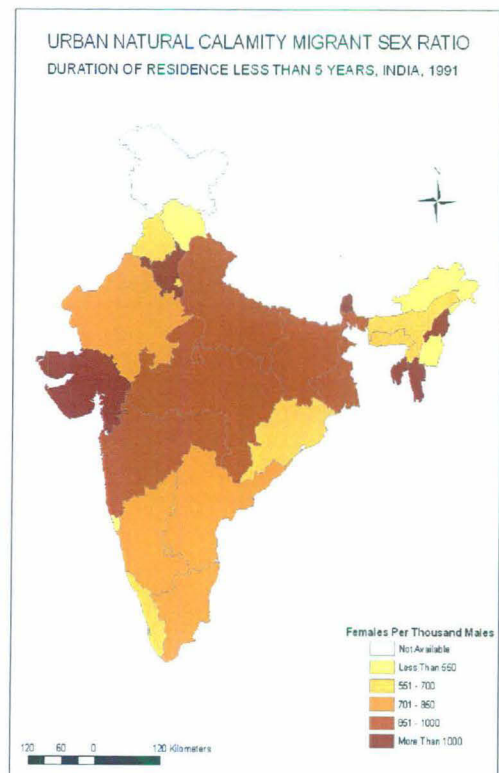 URBAN NATURAL CALAMITY MIGRANT SEX RATIO
DURATION OF RESIDENCE LESS THAN 5 YEARS, INDIA, 1991
Females Per Thousand Males
Not Available
Less Than 550
551 - 700
701 - 850
851 - 1000
More Than 1000
120 60 0 120 Kilometers